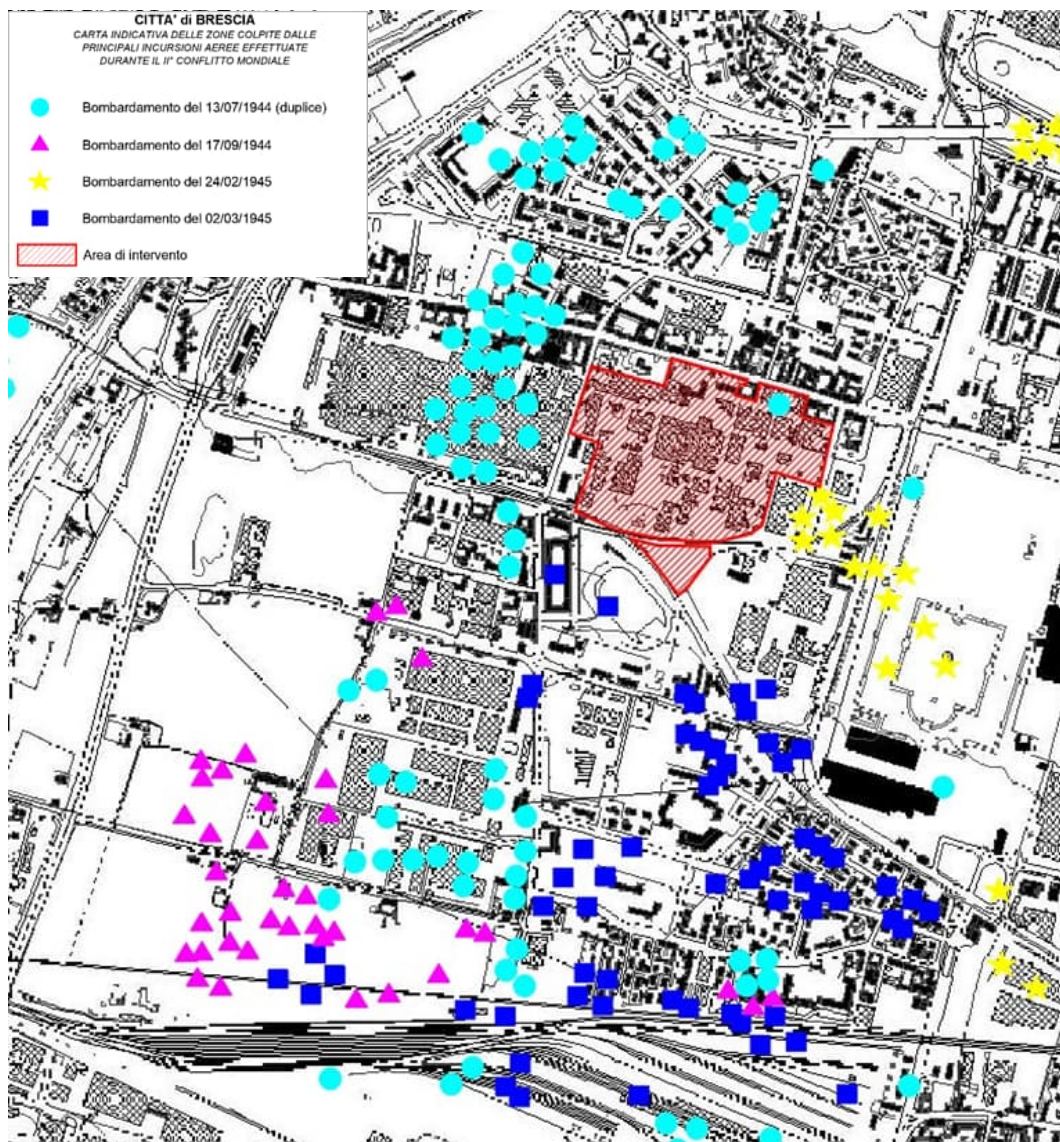 CITTA' di BRESCIA
CARTA INDICATIVA DELLE ZONE COLPITE DALLE
PRINCIPALI INCURSIONI AEREE EFFETTUATE
DURANTE IL II° CONFLITTO MONDIALE
Bombardamento del 13/07/1944 (duplice)
Bombardamento del 17/09/1944
Bombardamento del 24/02/1945
Bombardamento del 02/03/1945
Area di intervento